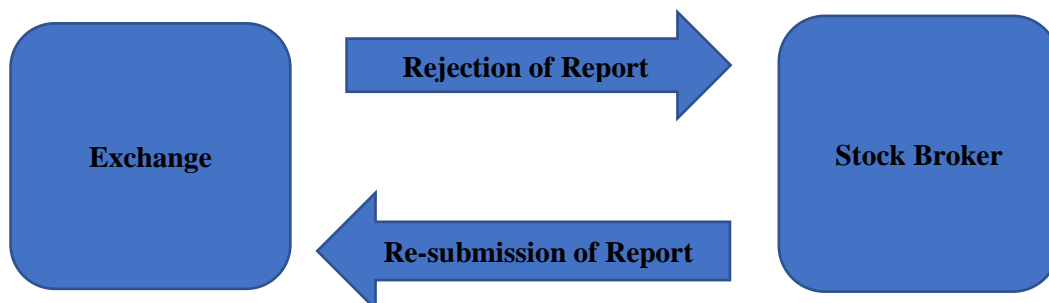 Rejection of Report
Exchange
Stock Broker
Re-submission of Report